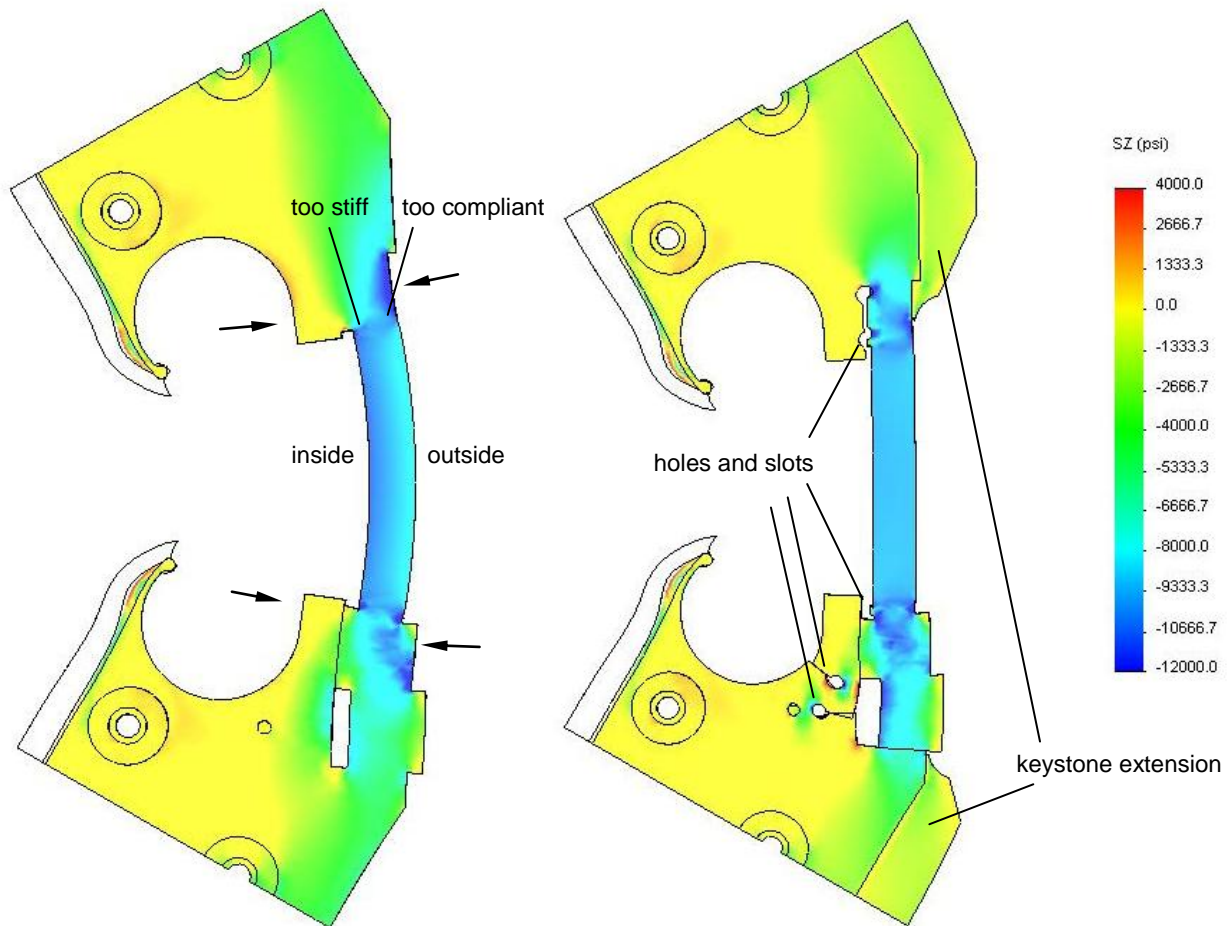 too stiff
too compliant
inside
outside
holes and slots
keystone extension
SZ (psi)
4000.0
2666.7
1333.3
0.0
-1333.3
-2666.7
-4000.0
-5333.3
-6666.7
-8000.0
-9333.3
-10666.7
-12000.0